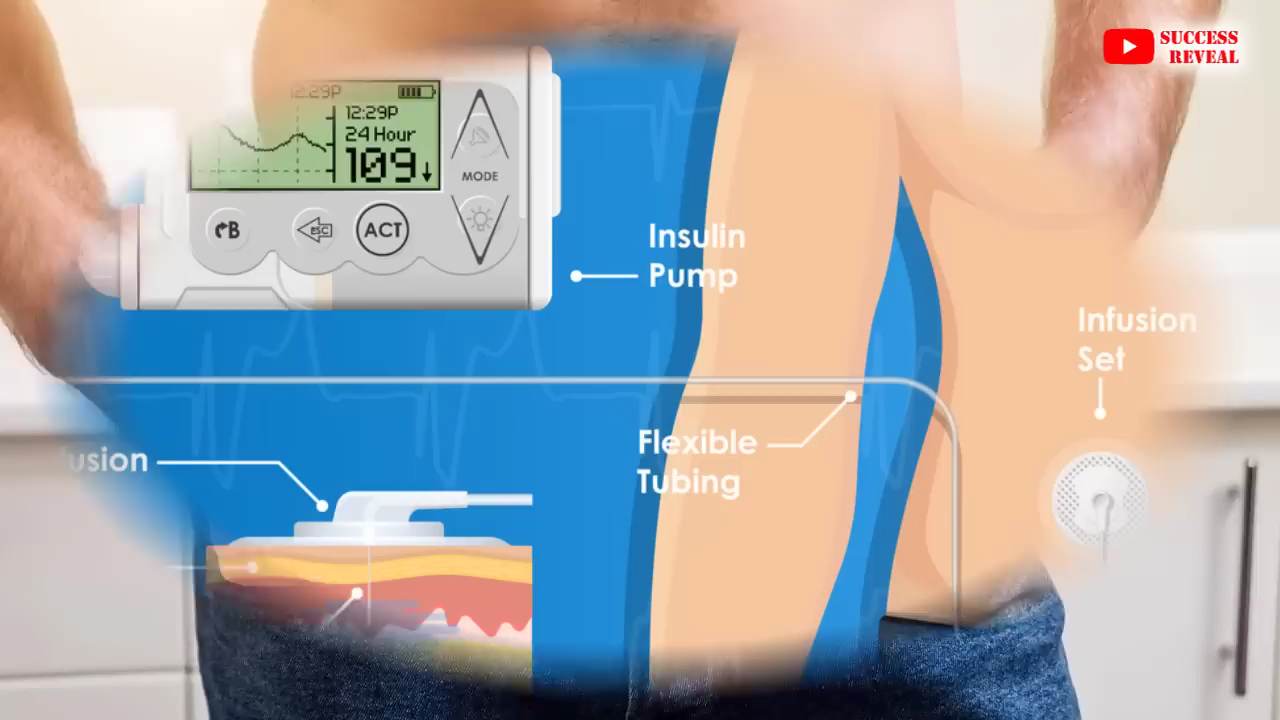 SUCCESS
REVEAL
12:29P
12:29P
24 Hour
109
MODE
B
ESC
ACT
Insulin
Pump
Infusion
Set
Flexible
Tubing
usion